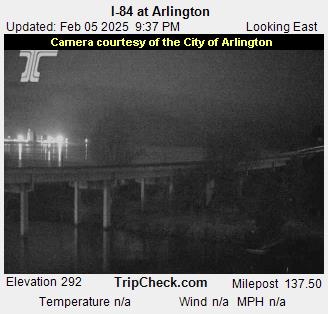 I-84 at Arlington
Updated: Feb 05 2025 9:37 PM Looking East
Camera courtesy of the City of Arlington
Elevation 292 TripCheck.com Milepost 137.50
Temperature n/a Wind n/a MPH n/a